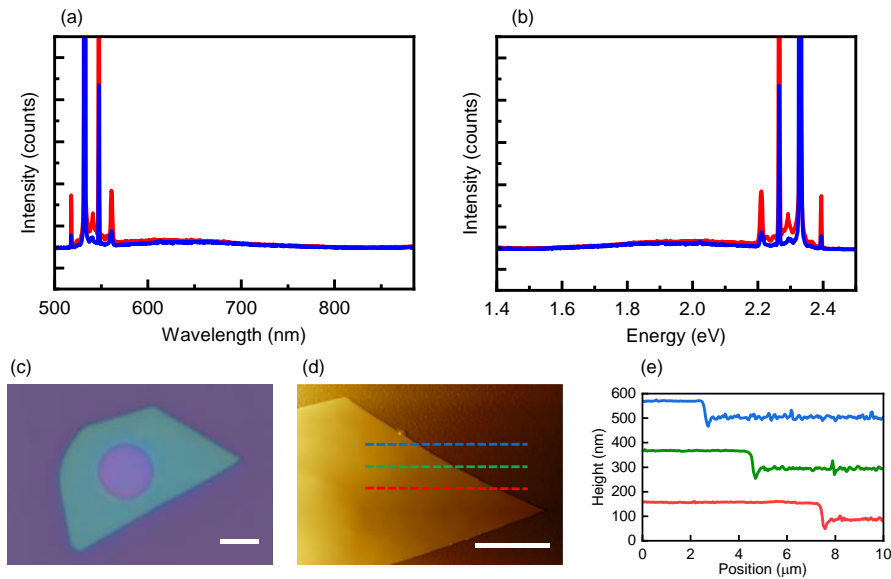 (a)
(b)
Intensity (counts)
500
600
700
800
Wavelength (nm)
Intensity (counts)
1.4
1.6
1.8
2.0
2.2
2.4
Energy (eV)
(c)
(d)
(e)
Height (nm)
600
500
400
300
200
100
0
0
2
4
6
8
10
Position (μm)